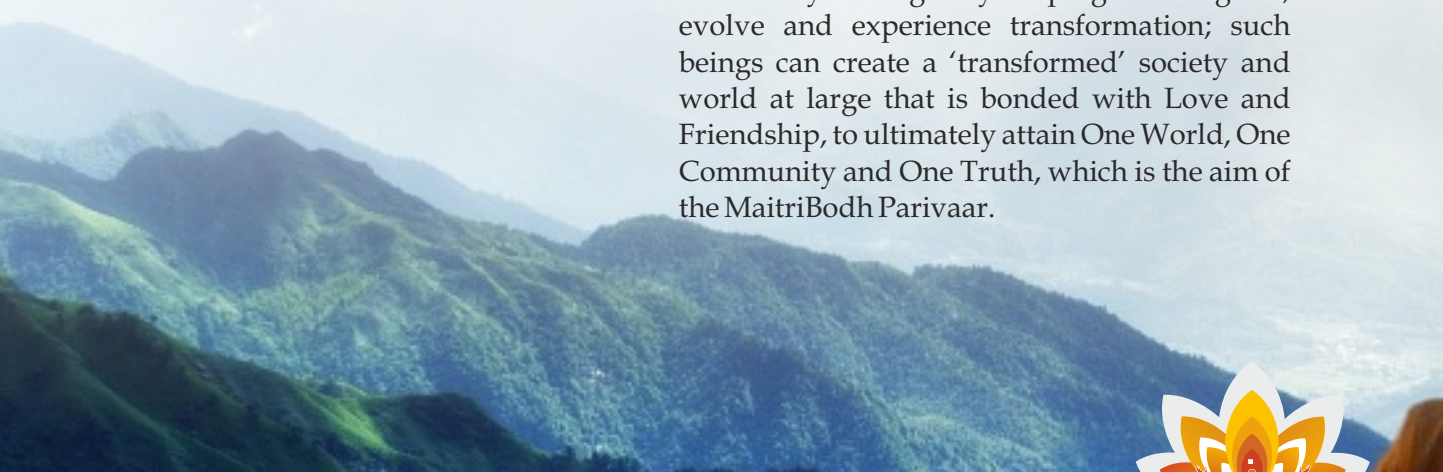 evolve and experience transformation; such
beings can create a ‘transformed’ society and
world at large that is bonded with Love and
Friendship, to ultimately attain One World, One
Community and One Truth, which is the aim of
the MaitriBodh Parivaar.